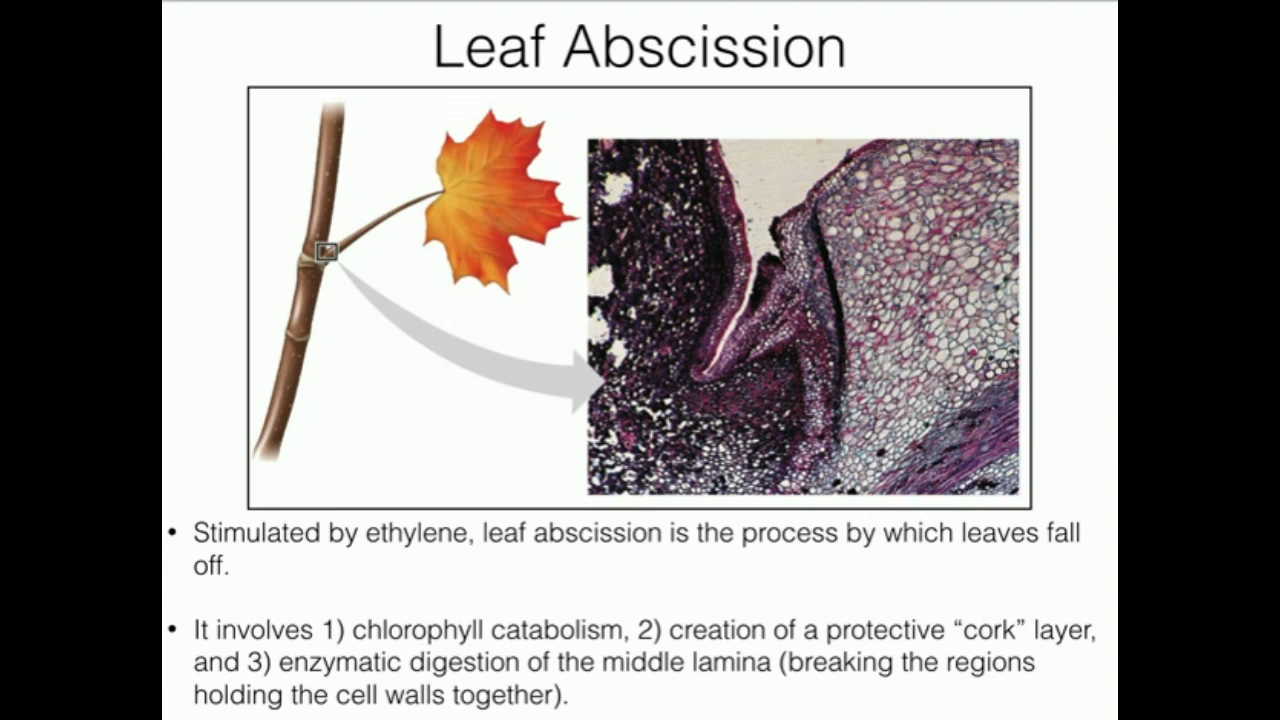 Leaf Abscission
• Stimulated by ethylene, leaf abscission is the process by which leaves fall
off.
• It involves 1) chlorophyll catabolism, 2) creation of a protective “cork” layer,
and 3) enzymatic digestion of the middle lamina (breaking the regions
holding the cell walls together).